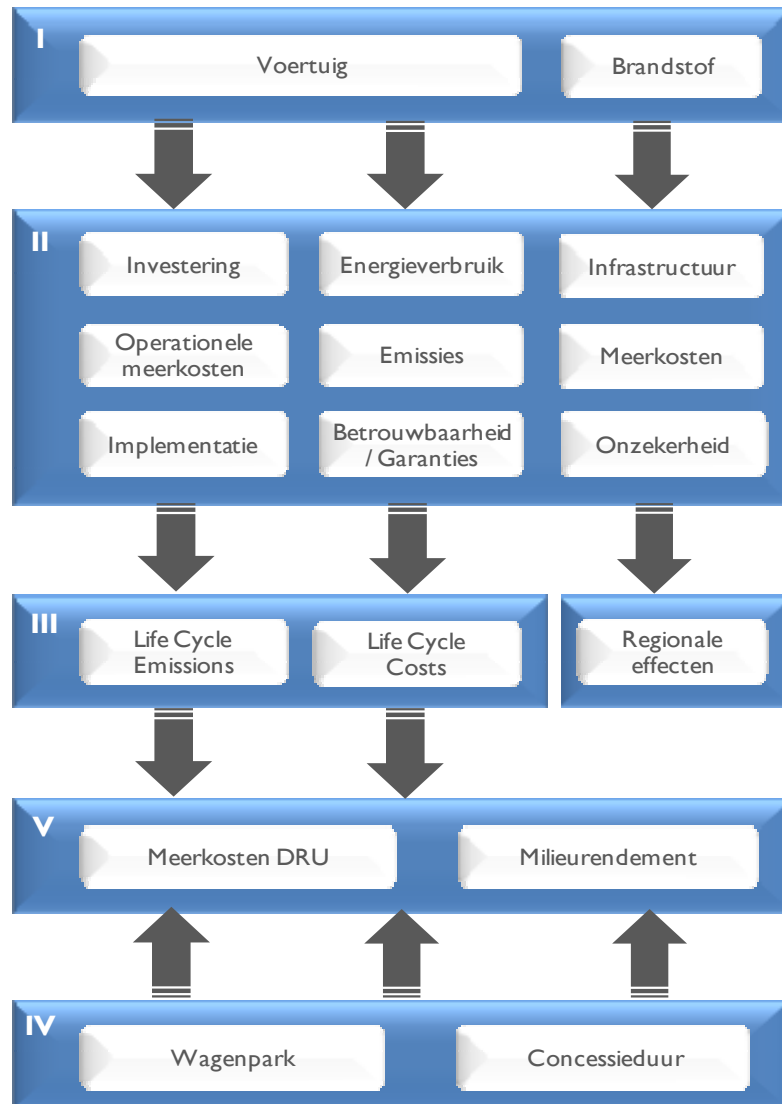 I
Voertuig
Brandstof
II
Investering
Energieverbruik
Infrastructuur
Operationele
meerkosten
Emissies
Meerkosten
Implementatie
Betrouwbaarheid
/ Garanties
Onzekerheid
III
Life Cycle
Emissions
Life Cycle
Costs
Regionale
effecten
V
Meerkosten DRU
Milieurendement
IV
Wagenpark
Concessieduur